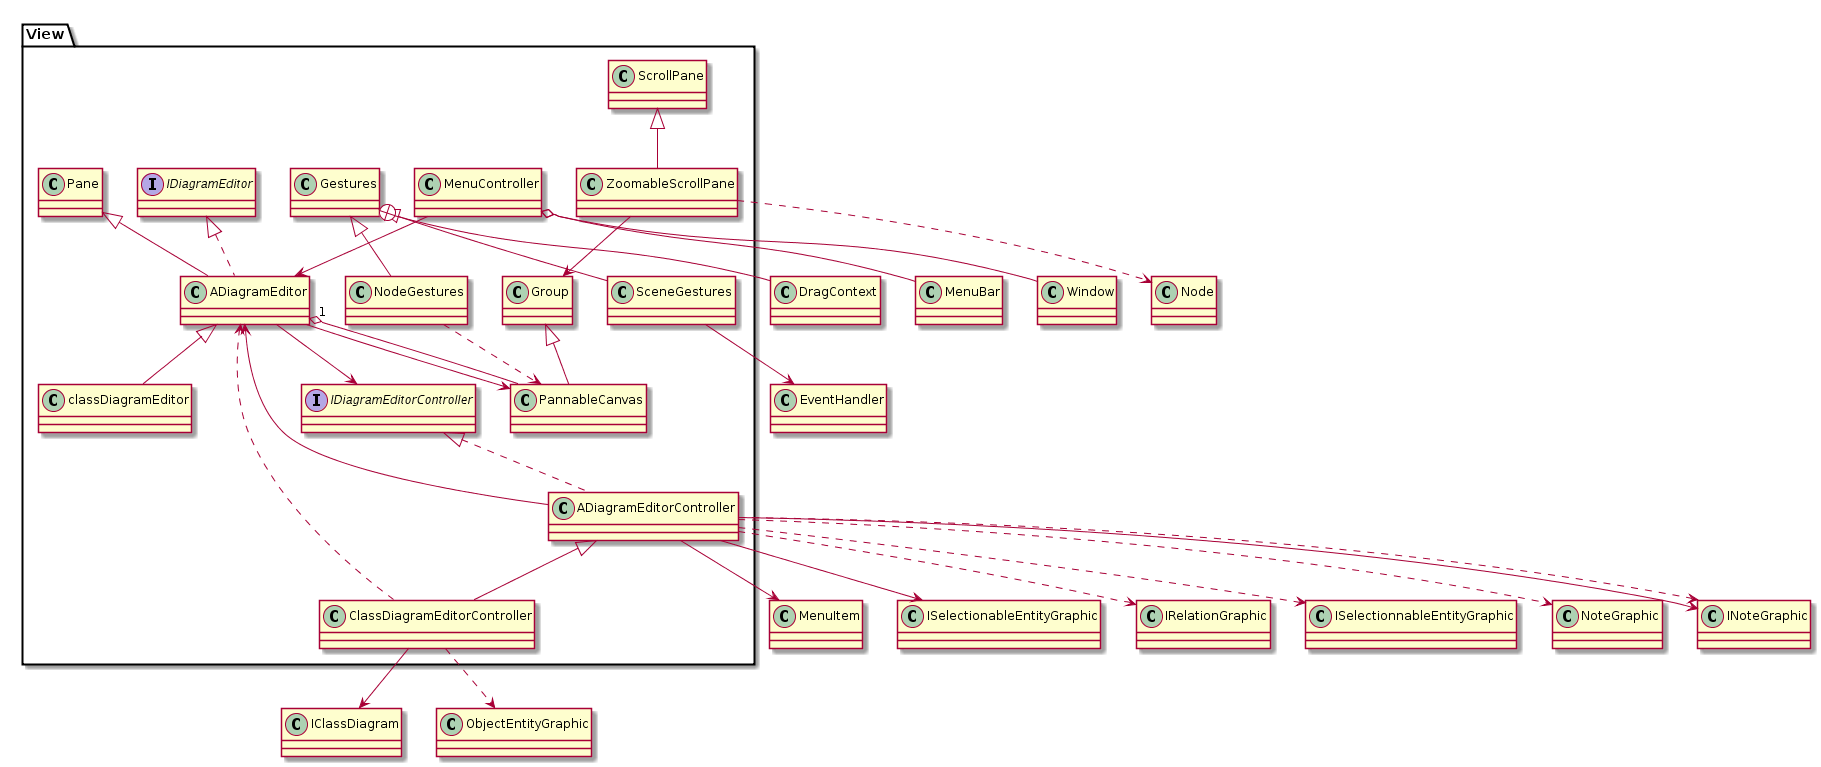 View
C ScrollPane
C Pane
I IDiagramEditor
C Gestures
C MenuController
C ZoomableScrollPane
C ADiagramEditor
1
C NodeGestures
C Group
C SceneGestures
C DragContext
C MenuBar
C Window
C Node
C classDiagramEditor
I IDiagramEditorController
C PannableCanvas
C EventHandler
C ADiagramEditorController
C ClassDiagramEditorController
C MenuItem
C ISelectionableEntityGraphic
C IRelationGraphic
C ISelectionnableEntityGraphic
C NoteGraphic
C INoteGraphic
C IClassDiagram
C ObjectEntityGraphic